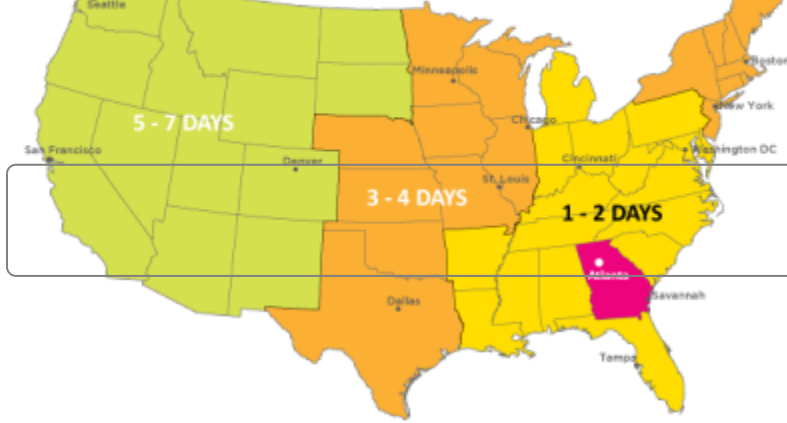 Seattle
Minneapolis
Boston
New York
Chicago
5 - 7 DAYS
San Francisco
Washington DC
Denver
Cincinnati
St. Louis
3 - 4 DAYS
1 - 2 DAYS
Atlanta
Savannah
Dallas
Tampa